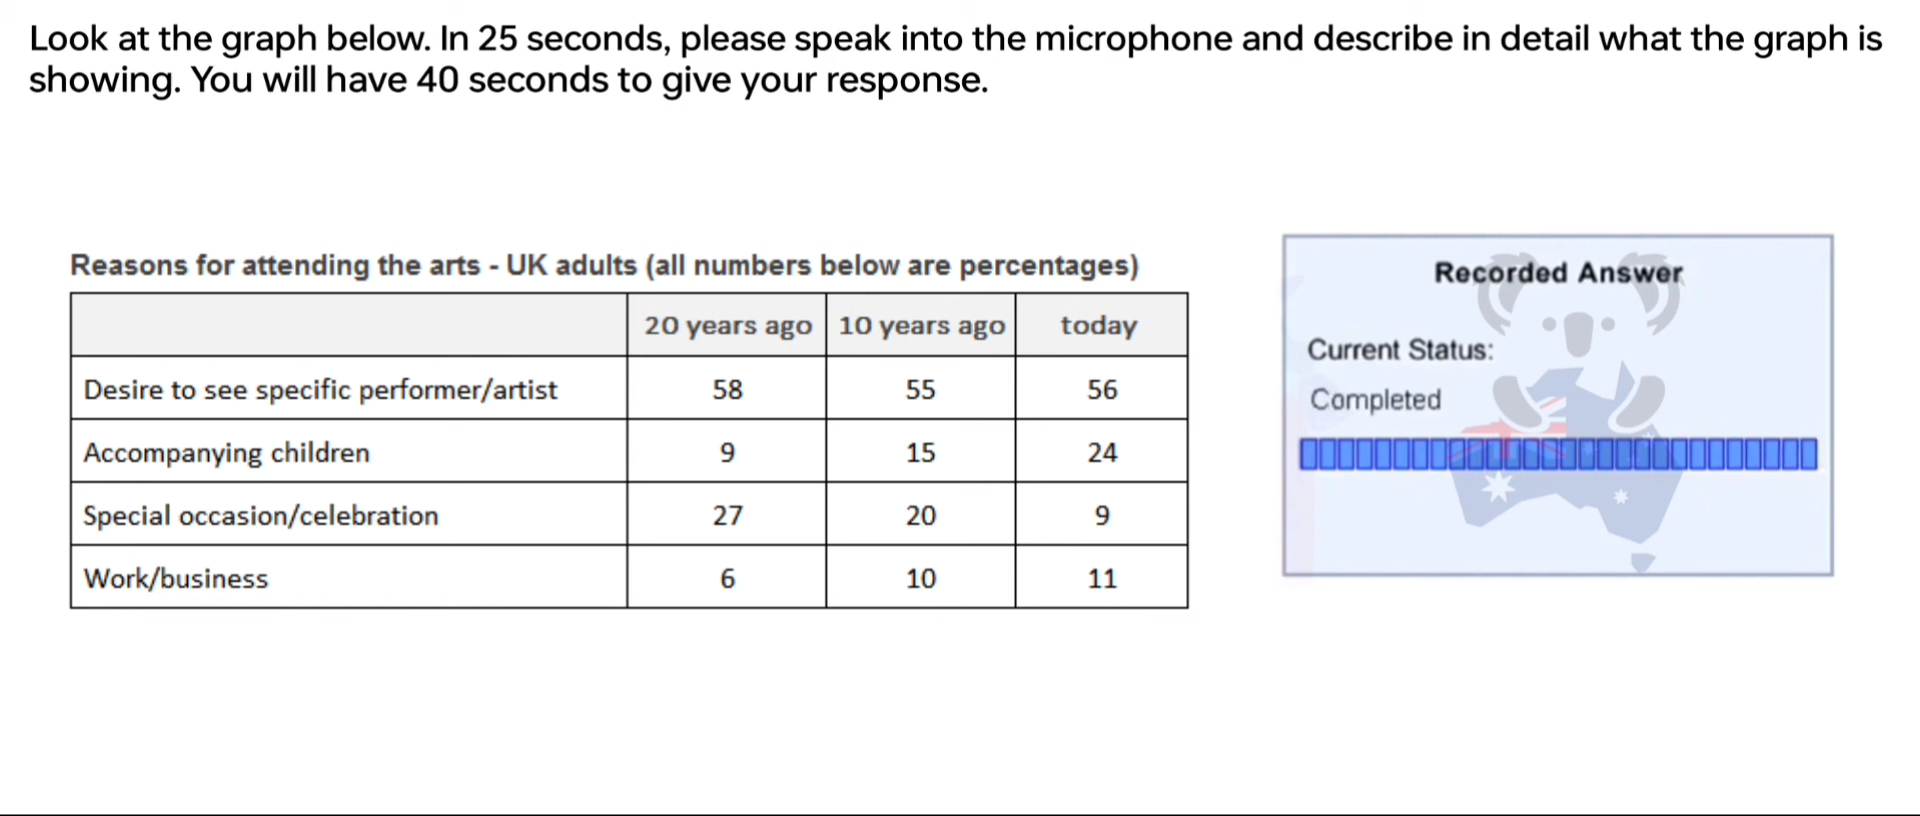 Look at the graph below. In 25 seconds, please speak into the microphone and describe in detail what the graph is
showing. You will have 40 seconds to give your response.
Reasons for attending the arts - UK adults (all numbers below are percentages)
20 years ago 10 years ago today
Desire to see specific performer/artist 58 55 56
Accompanying children 9 15 24
Special occasion/celebration 27 20 9
Work/business 6 10 11
Recorded Answer
Current Status:
Completed